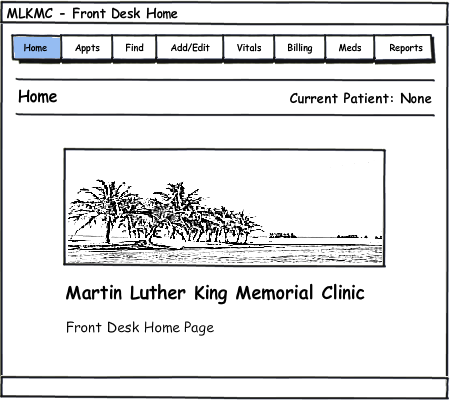 MLKMC - Front Desk Home
Home Appts Find Add/Edit Vitals Billing Meds Reports
Home Current Patient: None
Martin Luther King Memorial Clinic
Front Desk Home Page